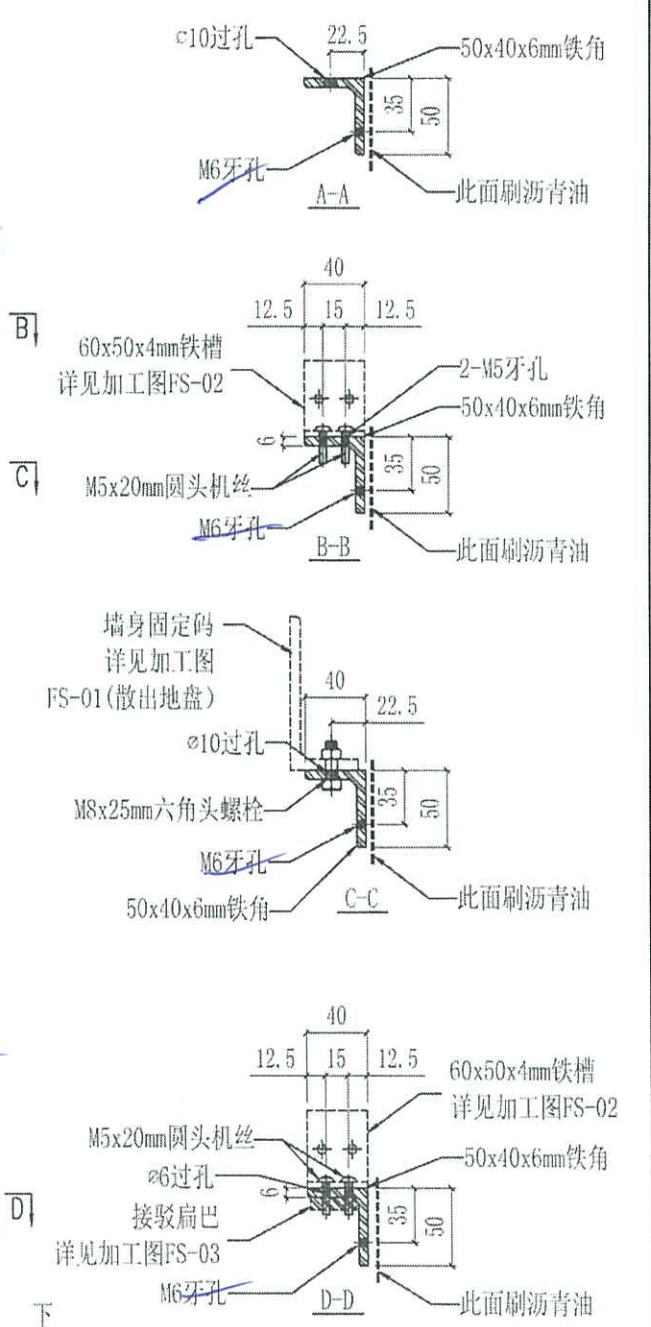 ⌀10过孔
22.5
50x40x6mm铁角
35
50
M6牙孔
此面刷沥青油
A-A
40
B
12.5 15 12.5
60x50x4mm铁槽
详见加工图FS-02
2-M5牙孔
50x40x6mm铁角
6
35
50
C
M5x20mm圆头机丝
M6牙孔
此面刷沥青油
B-B
墙身固定码
详见加工图
FS-01(散出地盘)
40
22.5
⌀10过孔
35
50
M8x25mm六角头螺栓
M6牙孔
50x40x6mm铁角
此面刷沥青油
C-C
40
12.5 15 12.5
60x50x4mm铁槽
详见加工图FS-02
M5x20mm圆头机丝
50x40x6mm铁角
⌀6过孔
6
35
50
D
接驳扁巴
详见加工图FS-03
M6牙孔
此面刷沥青油
D-D
下